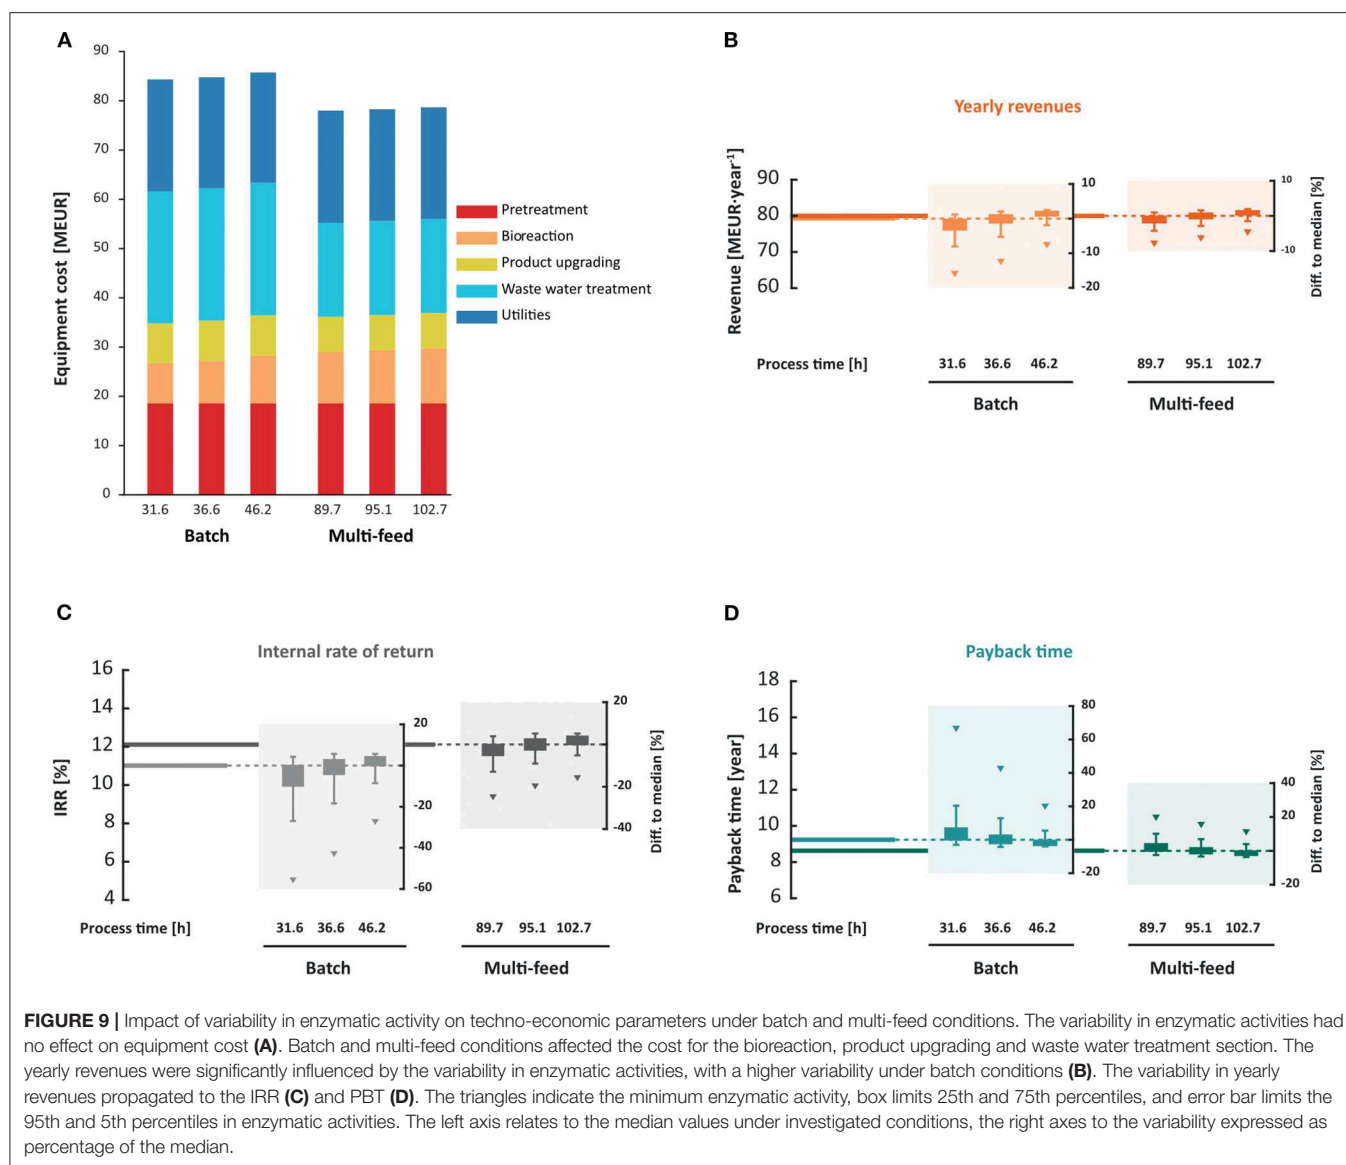 A
Equipment cost [MEUR]
90
80
70
60
50
40
30
20
10
0
31.6 36.6 46.2 89.7 95.1 102.7
Batch Multi-feed
Pretreatment
Bioreaction
Product upgrading
Waste water treatment
Utilities
B
Yearly revenues
Revenue [MEUR·year⁻¹]
90
80
70
60
10
-10
-20
10
-10
Diff. to median [%]
Process time [h] 31.6 36.6 46.2 89.7 95.1 102.7
Batch Multi-feed
C
Internal rate of return
IRR [%]
16
14
12
10
8
6
4
20
-20
-40
-60
20
-20
-40
Diff. to median [%]
Process time [h] 31.6 36.6 46.2 89.7 95.1 102.7
Batch Multi-feed
D
Payback time
Payback time [year]
18
16
14
12
10
8
6
80
60
40
20
-20
40
20
-20
Diff. to median [%]
Process time [h] 31.6 36.6 46.2 89.7 95.1 102.7
Batch Multi-feed
FIGURE 9 | Impact of variability in enzymatic activity on techno-economic parameters under batch and multi-feed conditions. The variability in enzymatic activities had
no effect on equipment cost (A). Batch and multi-feed conditions affected the cost for the bioreaction, product upgrading and waste water treatment section. The
yearly revenues were significantly influenced by the variability in enzymatic activities, with a higher variability under batch conditions (B). The variability in yearly
revenues propagated to the IRR (C) and PBT (D). The triangles indicate the minimum enzymatic activity, box limits 25th and 75th percentiles, and error bar limits the
95th and 5th percentiles in enzymatic activities. The left axis relates to the median values under investigated conditions, the right axes to the variability expressed as
percentage of the median.